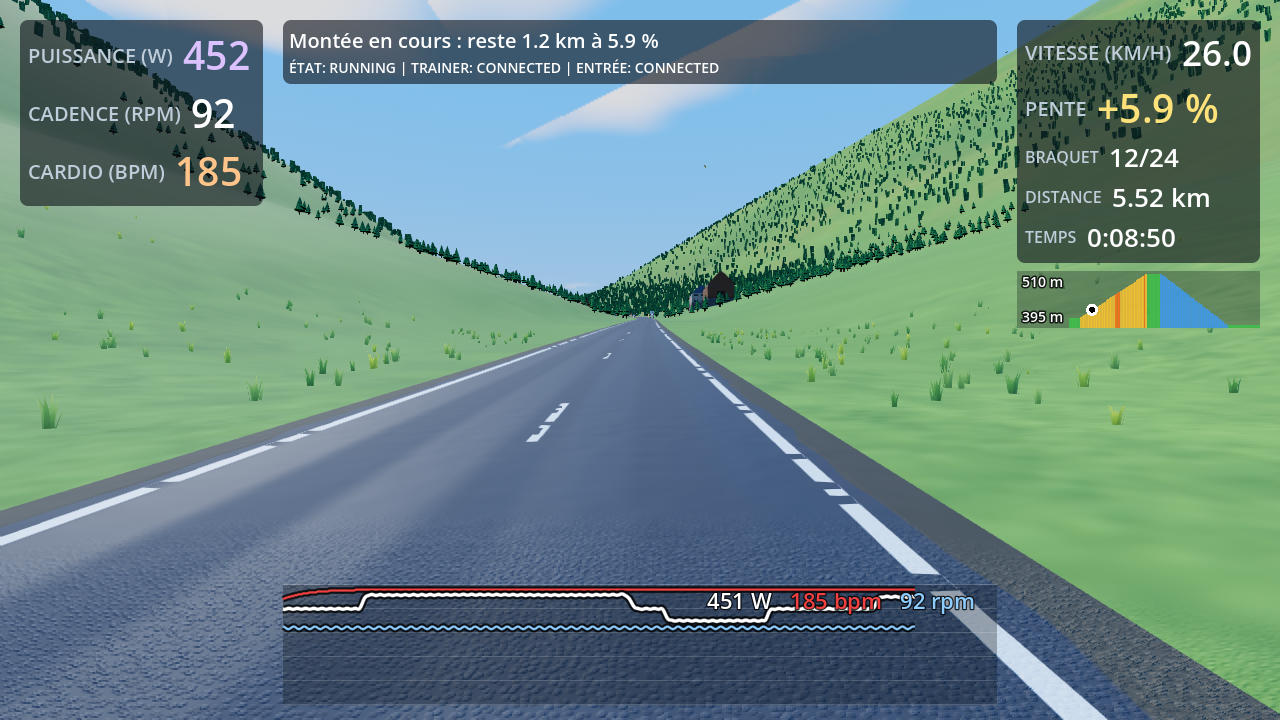 PUISSANCE (W) 452
CADENCE (RPM) 92
CARDIO (BPM) 185
Montée en cours : reste 1.2 km à 5.9 %
ÉTAT: RUNNING | TRAINER: CONNECTED | ENTRÉE: CONNECTED
VITESSE (KM/H) 26.0
PENTE +5.9 %
BRAQUET 12/24
DISTANCE 5.52 km
TEMPS 0:08:50
510 m
395 m
451 W 185 bpm 92 rpm